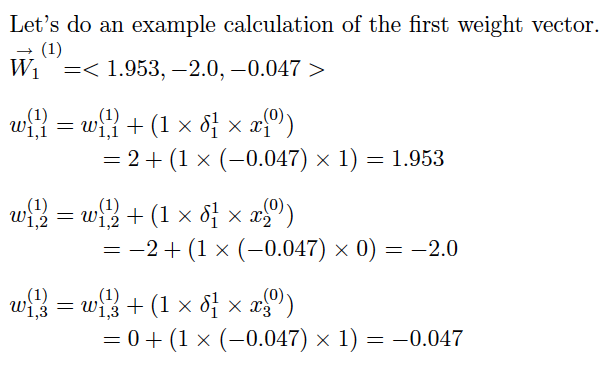 Let's do an example calculation of the first weight vector.
$\overrightarrow{W_1}^{(1)} = < 1.953, -2.0, -0.047 >$
$w_{1,1}^{(1)} = w_{1,1}^{(1)} + (1 \times \delta_1^1 \times x_1^{(0)})$
$= 2 + (1 \times (-0.047) \times 1) = 1.953$
$w_{1,2}^{(1)} = w_{1,2}^{(1)} + (1 \times \delta_1^1 \times x_2^{(0)})$
$= -2 + (1 \times (-0.047) \times 0) = -2.0$
$w_{1,3}^{(1)} = w_{1,3}^{(1)} + (1 \times \delta_1^1 \times x_3^{(0)})$
$= 0 + (1 \times (-0.047) \times 1) = -0.047$